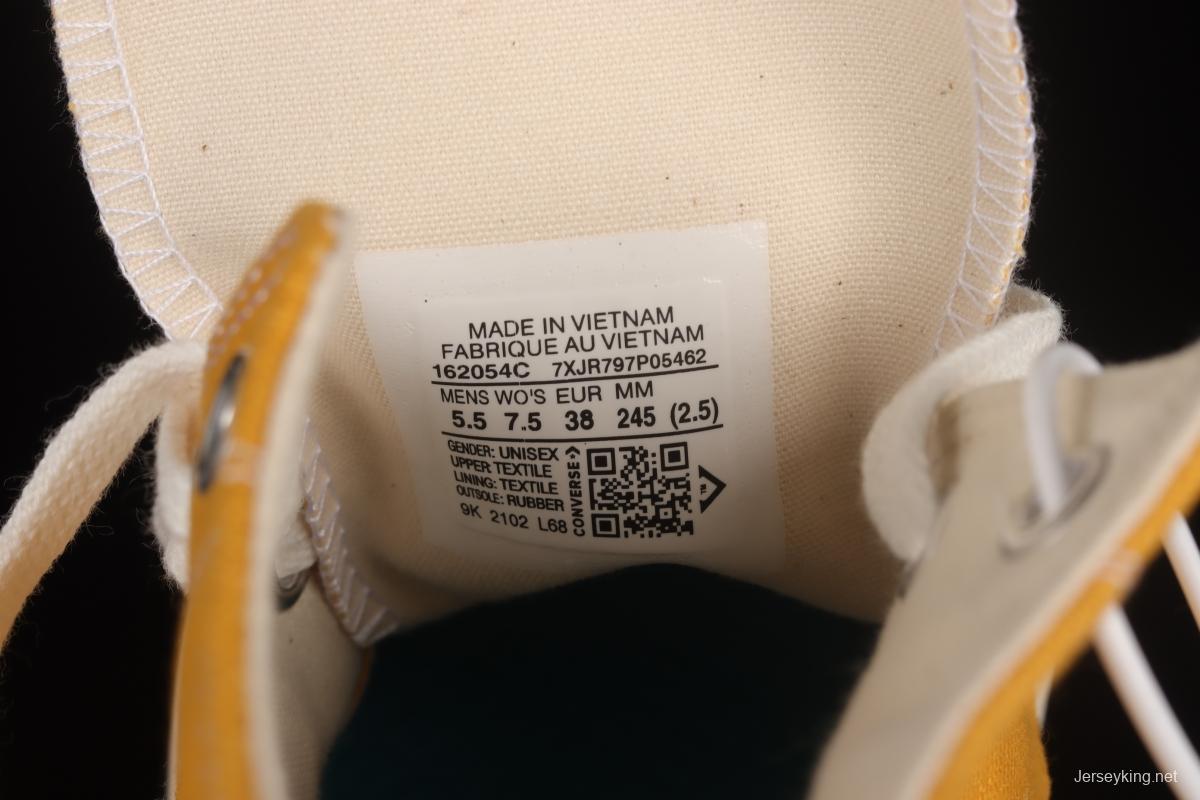 MADE IN VIETNAM
FABRIQUE AU VIETNAM
162054C 7XJR797P05462
MENS WO'S EUR MM
5.5 7.5 38 245 (2.5)
GENDER: UNISEX
UPPER TEXTILE
LINING: TEXTILE
OUTSOLE: RUBBER
9K 2102 L68
CONVERSE
Jerseyking.net